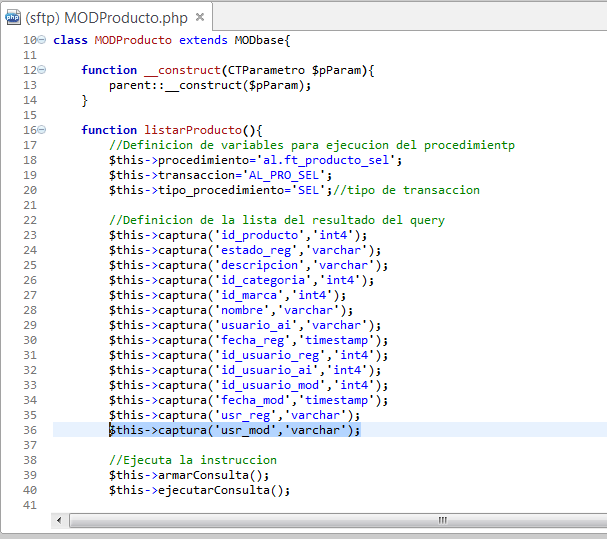 php (sftp) MODProducto.php
10 class MODProducto extends MODbase{
11
12 function __construct(CTParametro $pParam){
13 parent::__construct($pParam);
14 }
15
16 function listarProducto(){
17 //Definicion de variables para ejecucion del procedimientp
18 $this->procedimiento='al.ft_producto_sel';
19 $this->transaccion='AL_PRO_SEL';
20 $this->tipo_procedimiento='SEL';//tipo de transaccion
21
22 //Definicion de la lista del resultado del query
23 $this->captura('id_producto','int4');
24 $this->captura('estado_reg','varchar');
25 $this->captura('descripcion','varchar');
26 $this->captura('id_categoria','int4');
27 $this->captura('id_marca','int4');
28 $this->captura('nombre','varchar');
29 $this->captura('usuario_ai','varchar');
30 $this->captura('fecha_reg','timestamp');
31 $this->captura('id_usuario_reg','int4');
32 $this->captura('id_usuario_ai','int4');
33 $this->captura('id_usuario_mod','int4');
34 $this->captura('fecha_mod','timestamp');
35 $this->captura('usr_reg','varchar');
36 $this->captura('usr_mod','varchar');
37
38 //Ejecuta la instruccion
39 $this->armarConsulta();
40 $this->ejecutarConsulta();
41